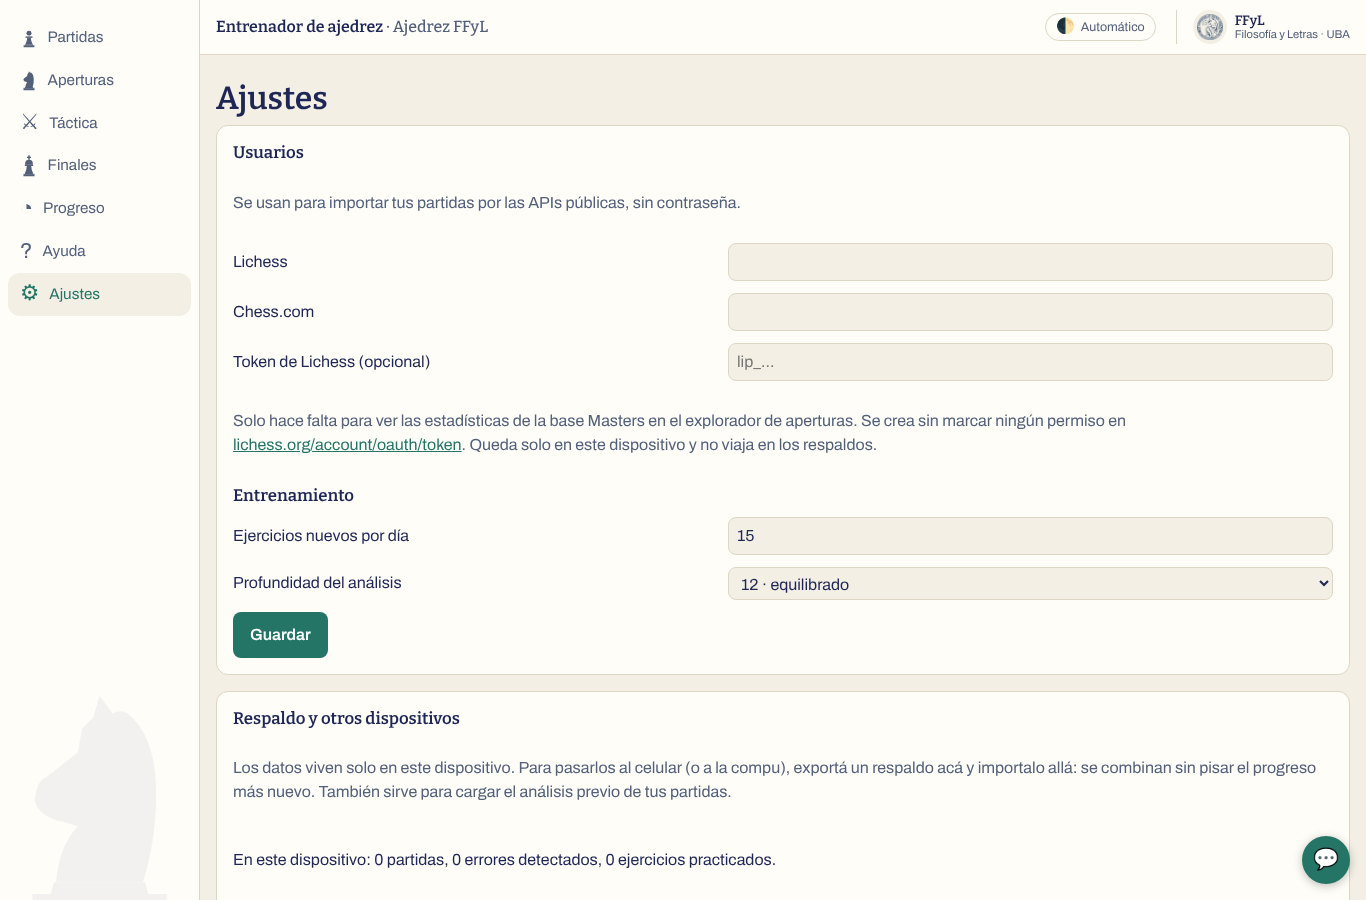 Partidas
Aperturas
Táctica
Finales
Progreso
? Ayuda
Ajustes
Entrenador de ajedrez · Ajedrez FFyL
Automático
FFyL
Filosofía y Letras · UBA
Ajustes
Usuarios
Se usan para importar tus partidas por las APIs públicas, sin contraseña.
Lichess
Chess.com
Token de Lichess (opcional)
lip_...
Solo hace falta para ver las estadísticas de la base Masters en el explorador de aperturas. Se crea sin marcar ningún permiso en
lichess.org/account/oauth/token. Queda solo en este dispositivo y no viaja en los respaldos.
Entrenamiento
Ejercicios nuevos por día
15
Profundidad del análisis
12 · equilibrado
Guardar
Respaldo y otros dispositivos
Los datos viven solo en este dispositivo. Para pasarlos al celular (o a la compu), exportá un respaldo acá y importalo allá: se combinan sin pisar el progreso
más nuevo. También sirve para cargar el análisis previo de tus partidas.
En este dispositivo: 0 partidas, 0 errores detectados, 0 ejercicios practicados.